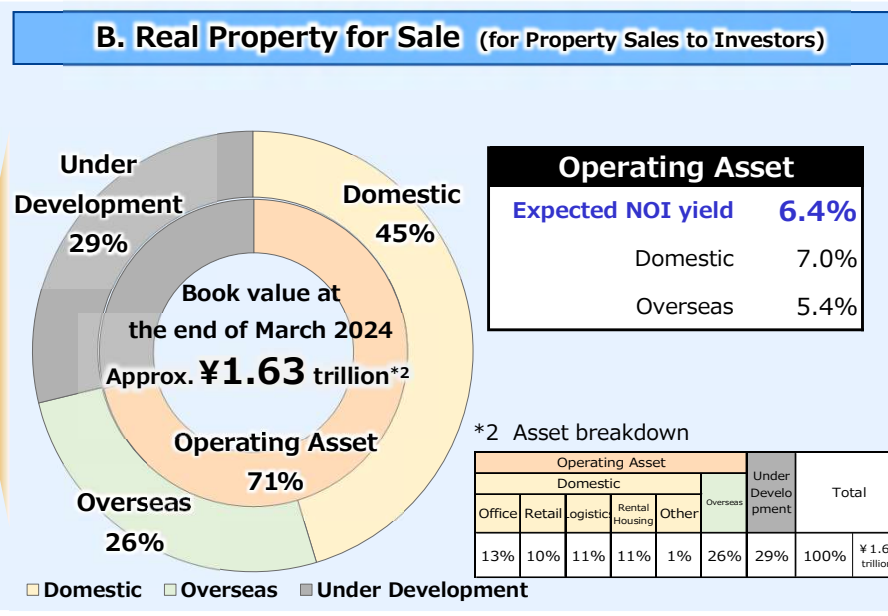 B. Real Property for Sale (for Property Sales to Investors)
Under
Development
29%
Domestic
45%
Book value at
the end of March 2024
Approx. ¥1.63 trillion*2
Operating Asset
71%
Overseas
26%
Domestic Overseas Under Development
Operating Asset
Expected NOI yield 6.4%
Domestic 7.0%
Overseas 5.4%
*2 Asset breakdown
Operating Asset
Domestic
Overseas
Under
Develo
pment
Total
Office Retail Rental
Housing Other
13% 10% 11% 11% 1% 26% 29% 100%